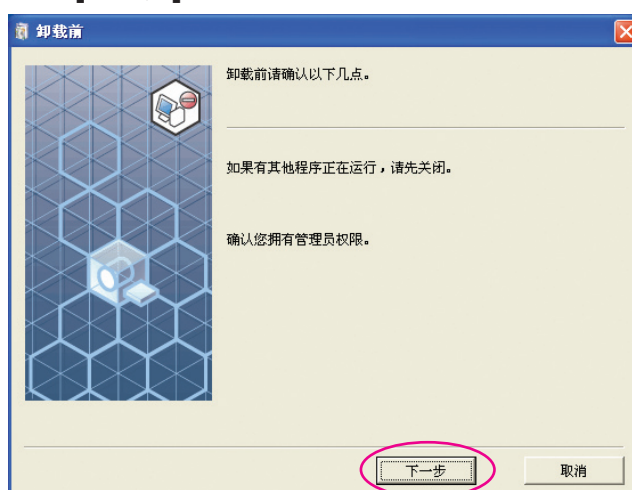 卸载前
卸载前请确认以下几点。
如果有其他程序正在运行，请先关闭。
确认您拥有管理员权限。
下一步
取消